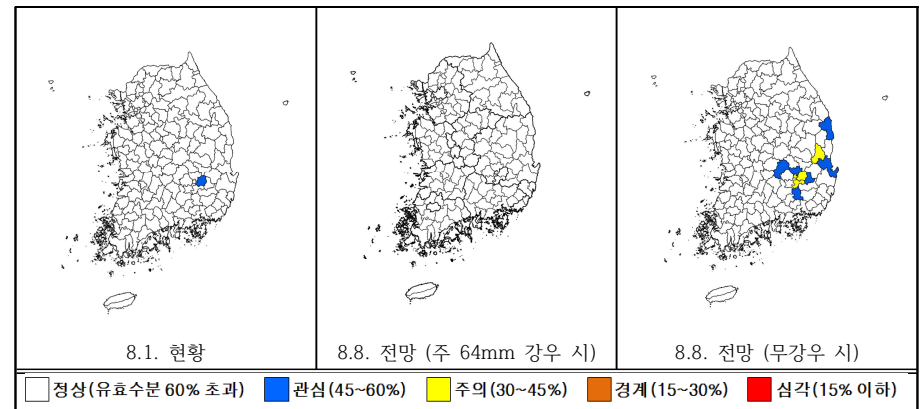 8.1. 현황
8.8. 전망 (주 64mm 강우 시)
8.8. 전망 (무강우 시)
정상(유효수분 60% 초과) 관심(45~60%) 주의(30~45%) 경계(15~30%) 심각(15% 이하)